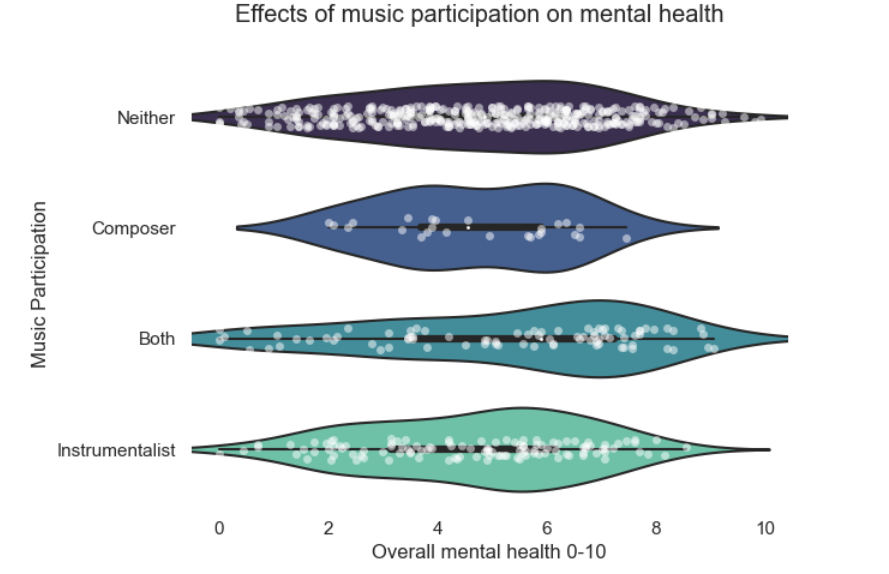 Effects of music participation on mental health
Music Participation
Neither
Composer
Both
Instrumentalist
0 2 4 6 8 10
Overall mental health 0-10